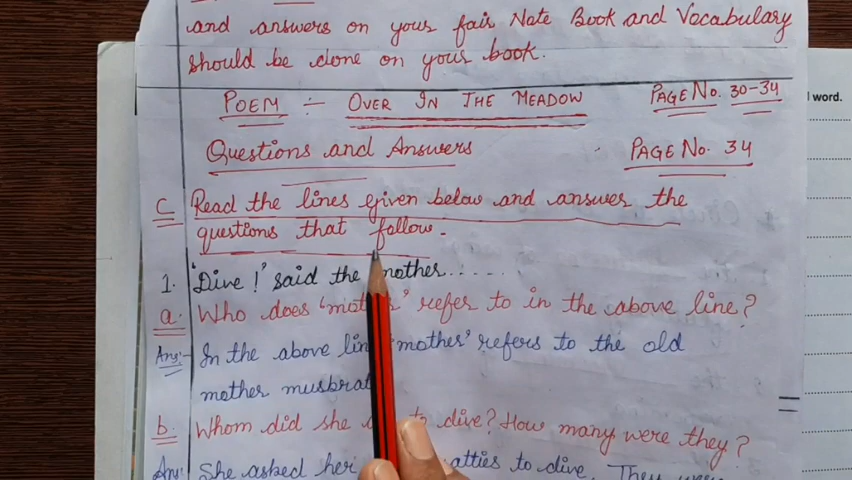 and answers on your fair Note Book and Vocabulary
should be done on your book.
POEM :- OVER IN THE MEADOW PAGE NO. 30-34
Questions and Answers PAGE NO. 34
C Read the lines given below and answer the
questions that follow.
1. 'Dive!' said the mother.....
a. Who does 'mother' refer to in the above line?
Ans:- In the above line 'mother' refers to the old
mother muskrat
b. Whom did she to dive? How many were they?
Ans: She asked her to dive. They were
word.